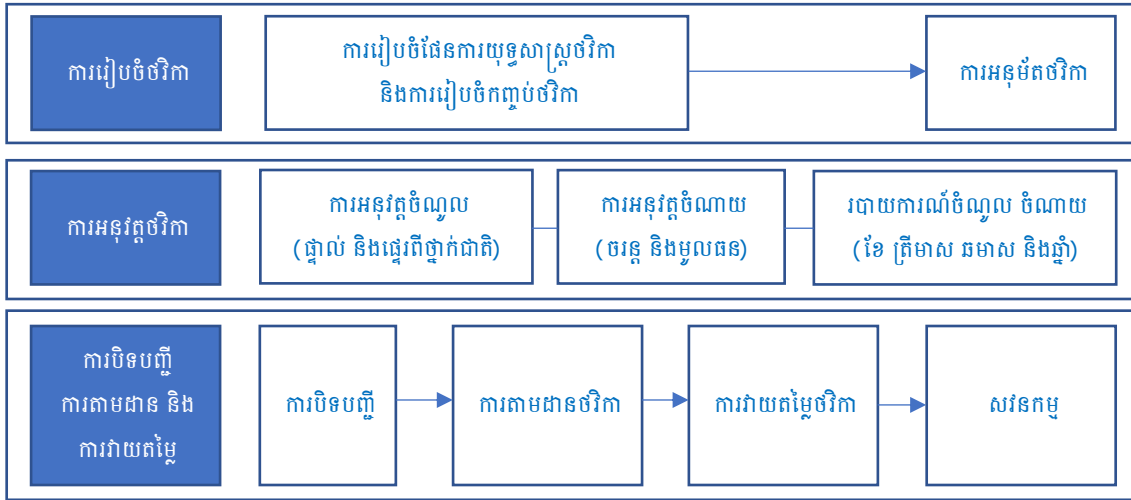 ការរៀបចំថវិកា
ការរៀបចំផែនការយុទ្ធសាស្ត្រថវិកា
និងការរៀបចំកញ្ចប់ថវិកា
ការអនុម័តថវិកា
ការអនុវត្តថវិកា
ការអនុវត្តចំណូល
(ផ្ទាល់ និងផ្ទេរពីថ្នាក់ជាតិ)
ការអនុវត្តចំណាយ
(ចរន្ត និងមូលធន)
របាយការណ៍ចំណូល ចំណាយ
(ខែ ត្រីមាស ឆមាស និងឆ្នាំ)
ការបិទបញ្ជី
ការតាមដាន និង
ការវាយតម្លៃ
ការបិទបញ្ជី
ការតាមដានថវិកា
ការវាយតម្លៃថវិកា
សវនកម្ម